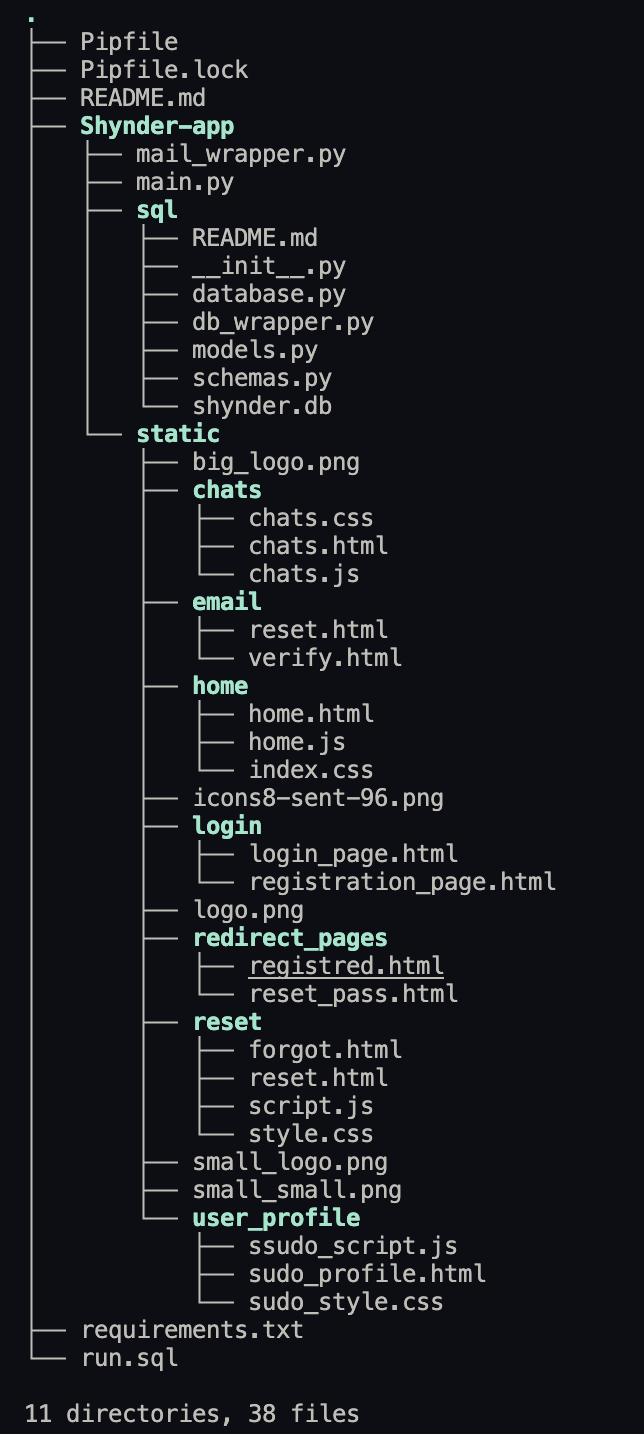 .
├── Pipfile
├── Pipfile.lock
├── README.md
├── Shynder-app
│   ├── mail_wrapper.py
│   ├── main.py
│   ├── sql
│   │   ├── README.md
│   │   ├── __init__.py
│   │   ├── database.py
│   │   ├── db_wrapper.py
│   │   ├── models.py
│   │   ├── schemas.py
│   │   └── shynder.db
│   └── static
│       ├── big_logo.png
│       ├── chats
│       │   ├── chats.css
│       │   ├── chats.html
│       │   └── chats.js
│       ├── email
│       │   ├── reset.html
│       │   └── verify.html
│       ├── home
│       │   ├── home.html
│       │   ├── home.js
│       │   └── index.css
│       ├── icons8-sent-96.png
│       ├── login
│       │   ├── login_page.html
│       │   └── registration_page.html
│       ├── logo.png
│       ├── redirect_pages
│       │   ├── registred.html
│       │   └── reset_pass.html
│       ├── reset
│       │   ├── forgot.html
│       │   ├── reset.html
│       │   ├── script.js
│       │   └── style.css
│       ├── small_logo.png
│       ├── small_small.png
│       └── user_profile
│           ├── ssudo_script.js
│           ├── sudo_profile.html
│           └── sudo_style.css
├── requirements.txt
└── run.sql
11 directories, 38 files